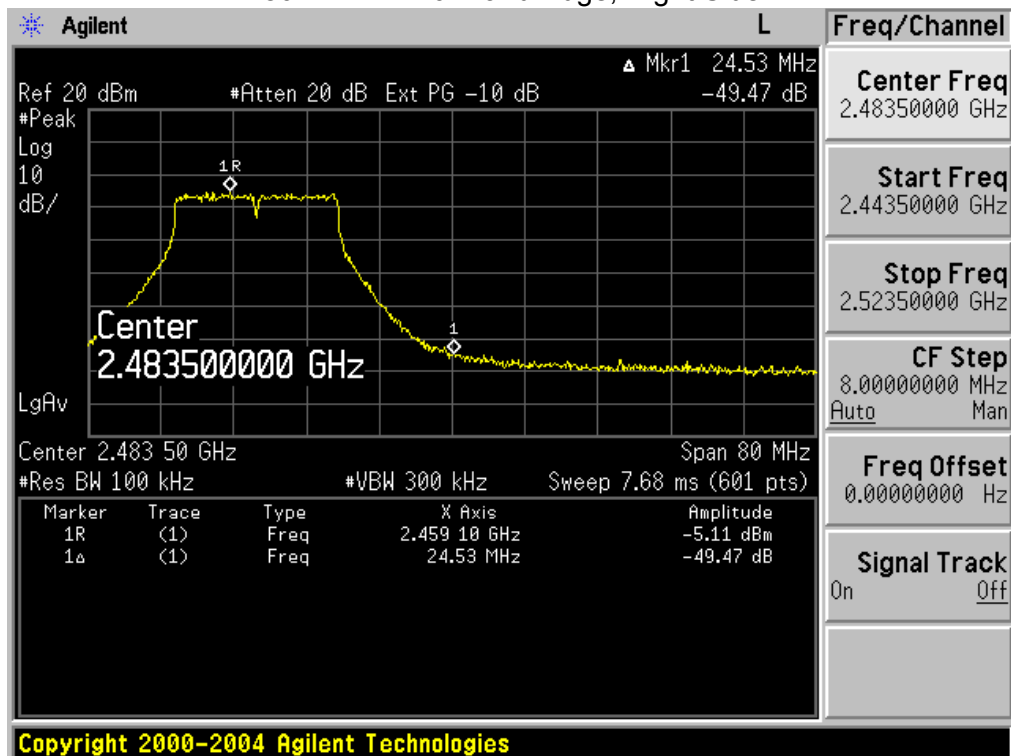 Agilent L Freq/Channel
▵ Mkr1 24.53 MHz
Ref 20 dBm #Atten 20 dB Ext PG -10 dB -49.47 dB
#Peak
Log
10
dB/
1R
1
Center
2.483500000 GHz
LgAv
Center 2.483 50 GHz Span 80 MHz
#Res BW 100 kHz #VBW 300 kHz Sweep 7.68 ms (601 pts)
Marker Trace Type X Axis Amplitude
1R (1) Freq 2.459 10 GHz -5.11 dBm
1▵ (1) Freq 24.53 MHz -49.47 dB
Center Freq
2.48350000 GHz
Start Freq
2.44350000 GHz
Stop Freq
2.52350000 GHz
CF Step
8.00000000 MHz
Auto Man
Freq Offset
0.00000000 Hz
Signal Track
On Off
Copyright 2000-2004 Agilent Technologies